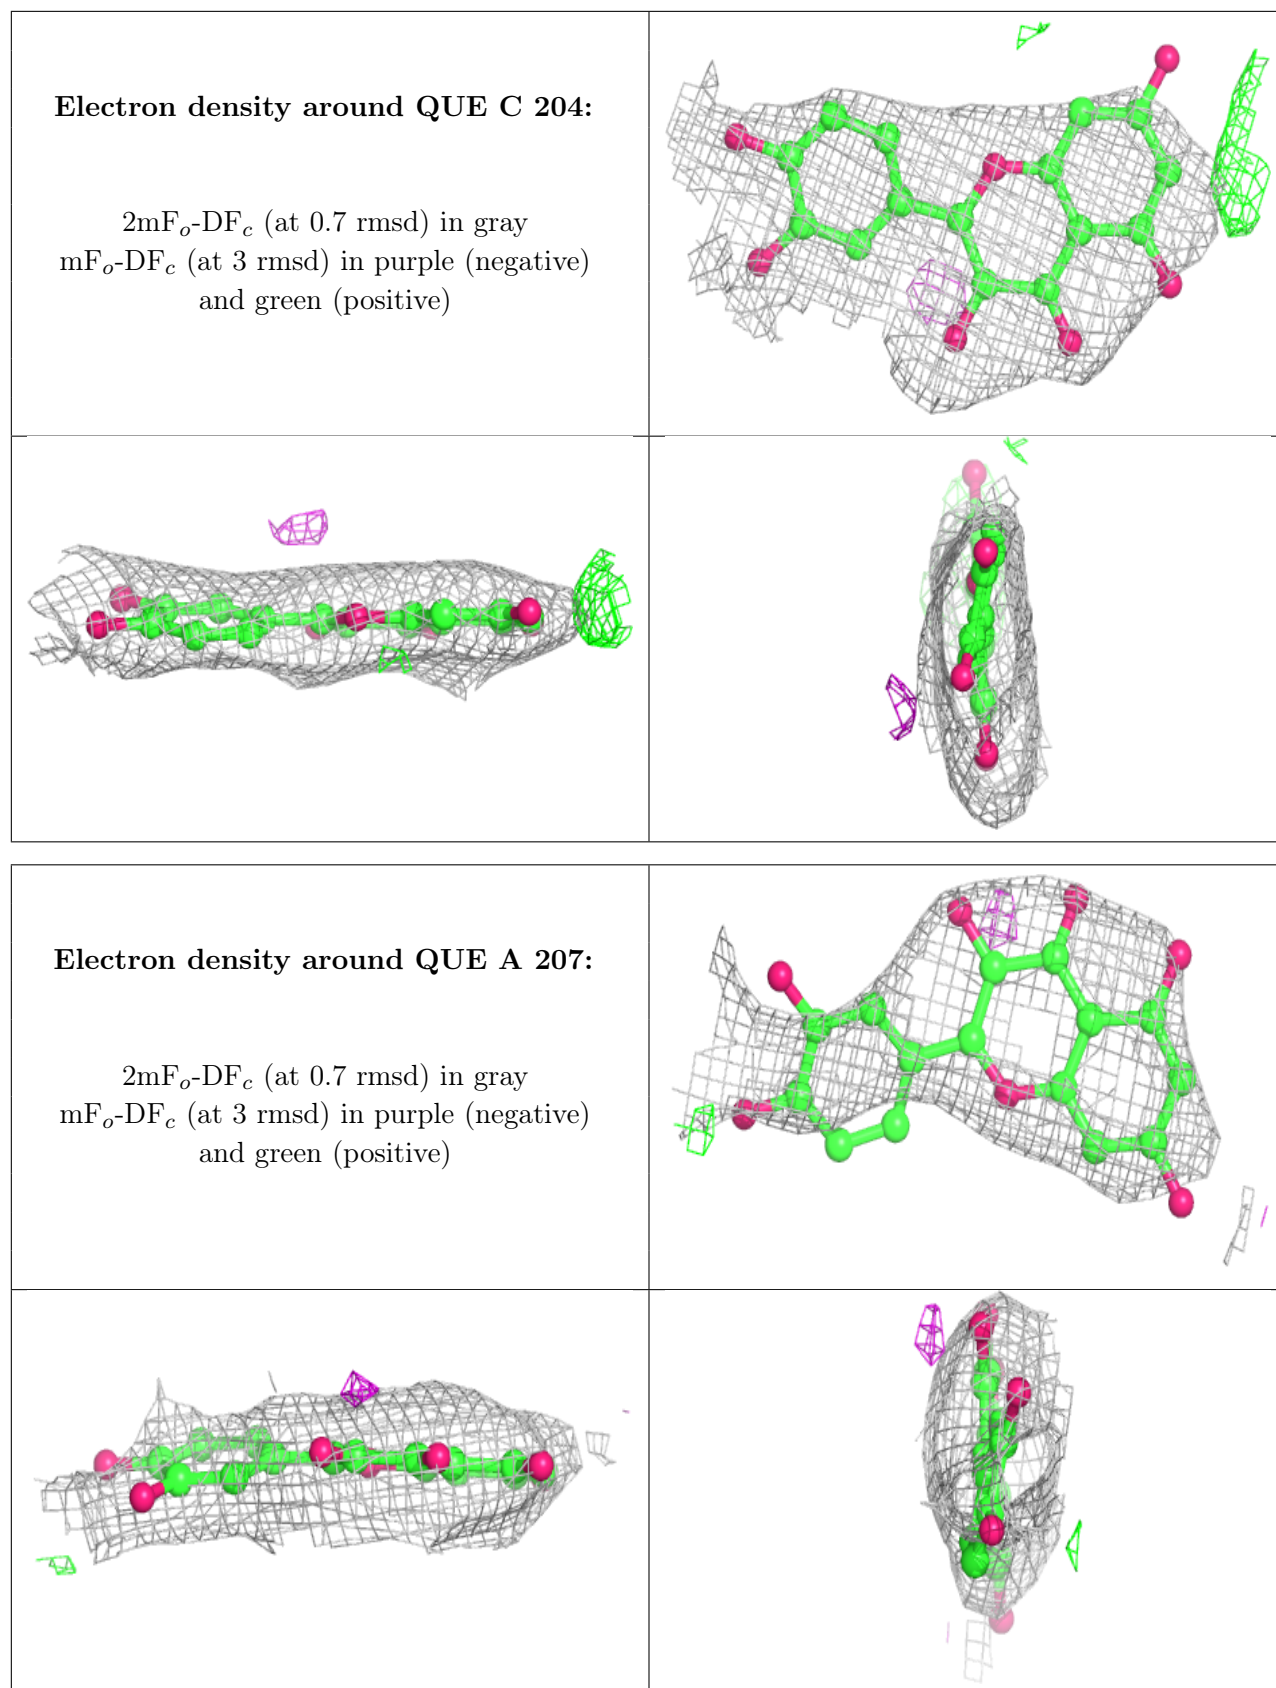 Electron density around QUE C 204:
2mFo-DFc (at 0.7 rmsd) in gray
mFo-DFc (at 3 rmsd) in purple (negative)
and green (positive)
Electron density around QUE A 207:
2mFo-DFc (at 0.7 rmsd) in gray
mFo-DFc (at 3 rmsd) in purple (negative)
and green (positive)